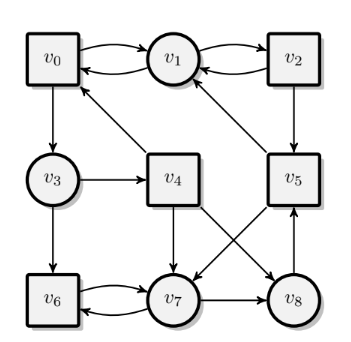 v₀ v₁ v₂
v₃ v₄ v₅
v₆ v₇ v₈